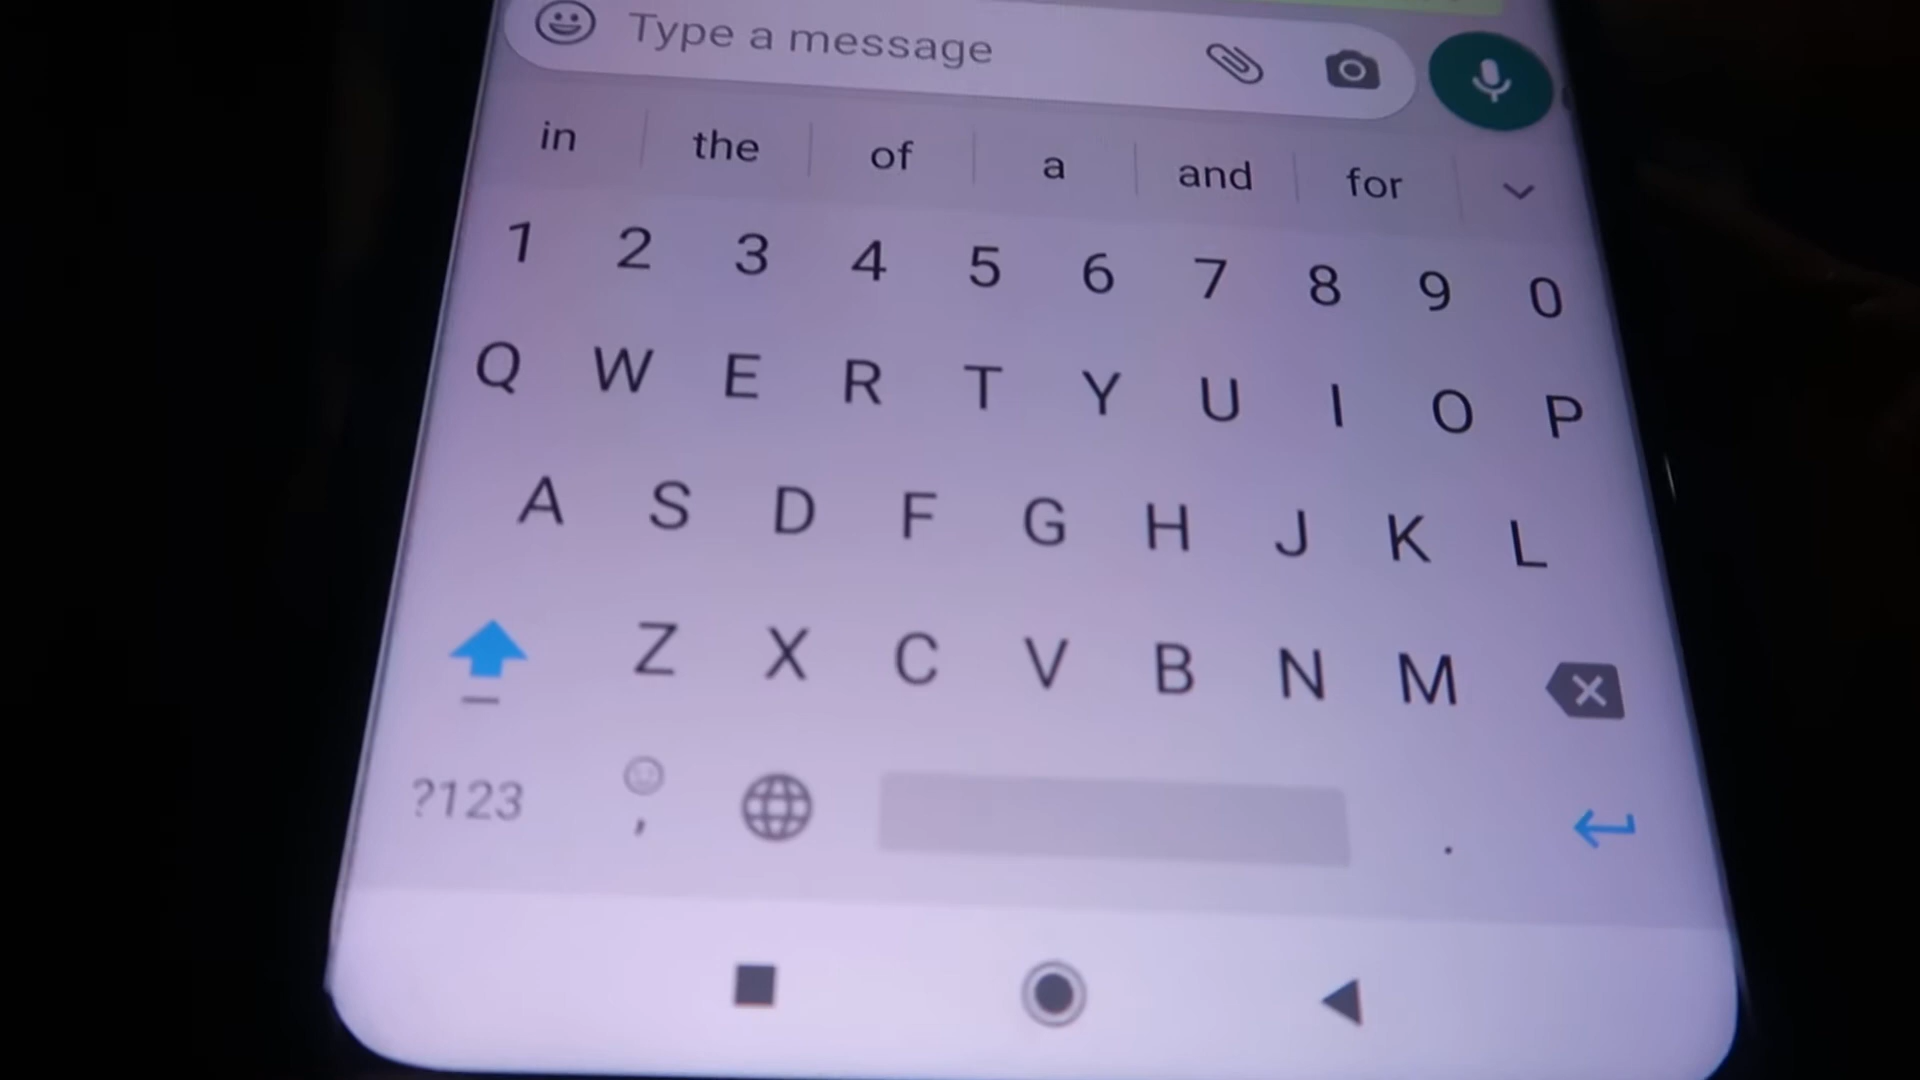 Type a message
in the of a and for
1 2 3 4 5 6 7 8 9 0
Q W E R T Y U I O P
A S D F G H J K L
Z X C V B N M
?123 , .